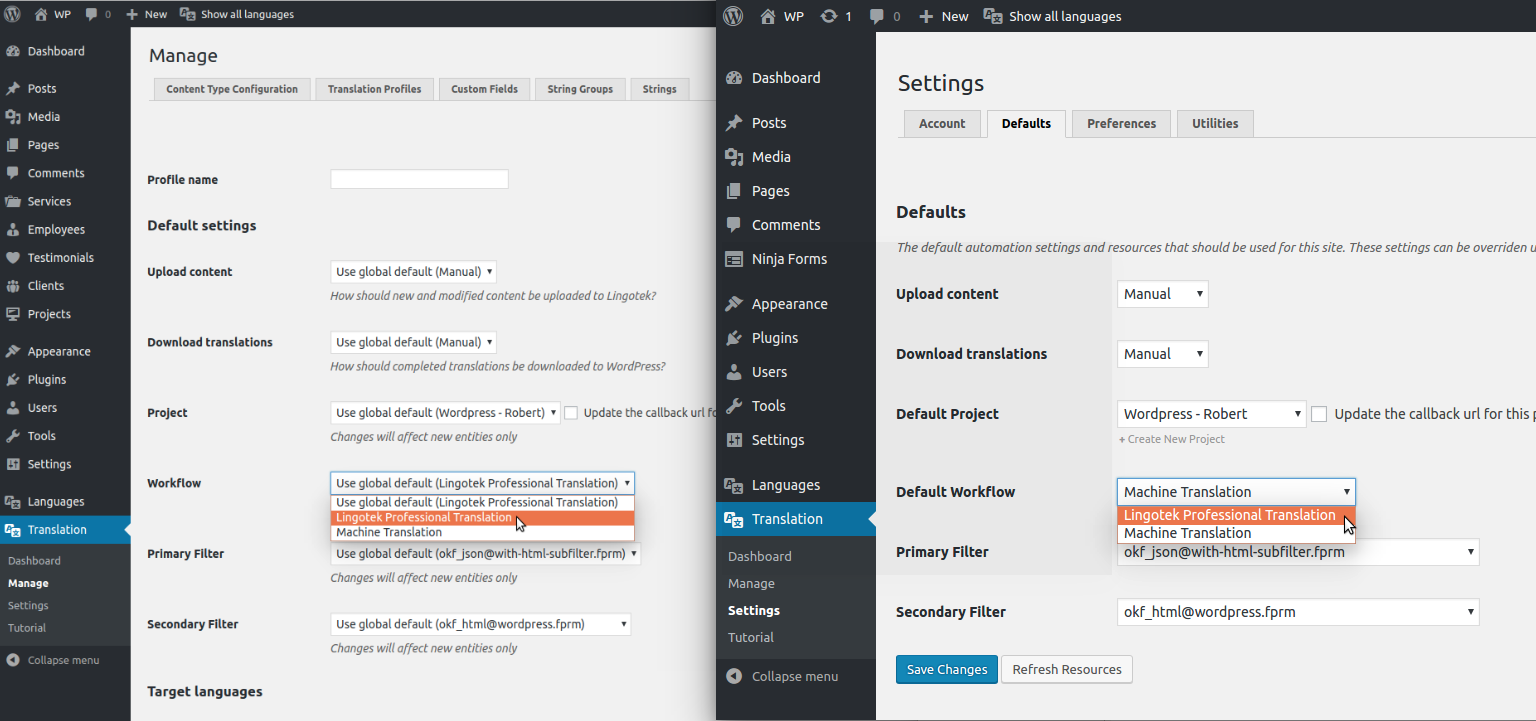 WP 0 New Show all languages
Dashboard
Posts
Media
Pages
Comments
Services
Employees
Testimonials
Clients
Projects
Appearance
Plugins
Users
Tools
Settings
Languages
Translation
Dashboard
Manage
Settings
Tutorial
Collapse menu
Manage
Content Type Configuration Translation Profiles Custom Fields String Groups Strings
Profile name
Default settings
Upload content Use global default (Manual)
How should new and modified content be uploaded to Lingotek?
Download translations Use global default (Manual)
How should completed translations be downloaded to WordPress?
Project Use global default (Wordpress - Robert) Update the callback url
Changes will affect new entities only
Workflow Use global default (Lingotek Professional Translation)
Use global default (Lingotek Professional Translation)
Lingotek Professional Translation
Machine Translation
Primary Filter Use global default (okf_json@with-html-subfilter.fprm)
Changes will affect new entities only
Secondary Filter Use global default (okf_html@wordpress.fprm)
Changes will affect new entities only
Target languages
WP 1 0 New Show all languages
Dashboard
Posts
Media
Pages
Comments
Ninja Forms
Appearance
Plugins
Users
Tools
Settings
Languages
Translation
Dashboard
Manage
Settings
Tutorial
Collapse menu
Settings
Account Defaults Preferences Utilities
Defaults
The default automation settings and resources that should be used for this site. These settings can be overriden
Upload content Manual
Download translations Manual
Default Project Wordpress - Robert Update the callback url for this
+ Create New Project
Default Workflow Machine Translation
Lingotek Professional Translation
Machine Translation
Primary Filter okf_json@with-html-subfilter.fprm
Secondary Filter okf_html@wordpress.fprm
Save Changes Refresh Resources